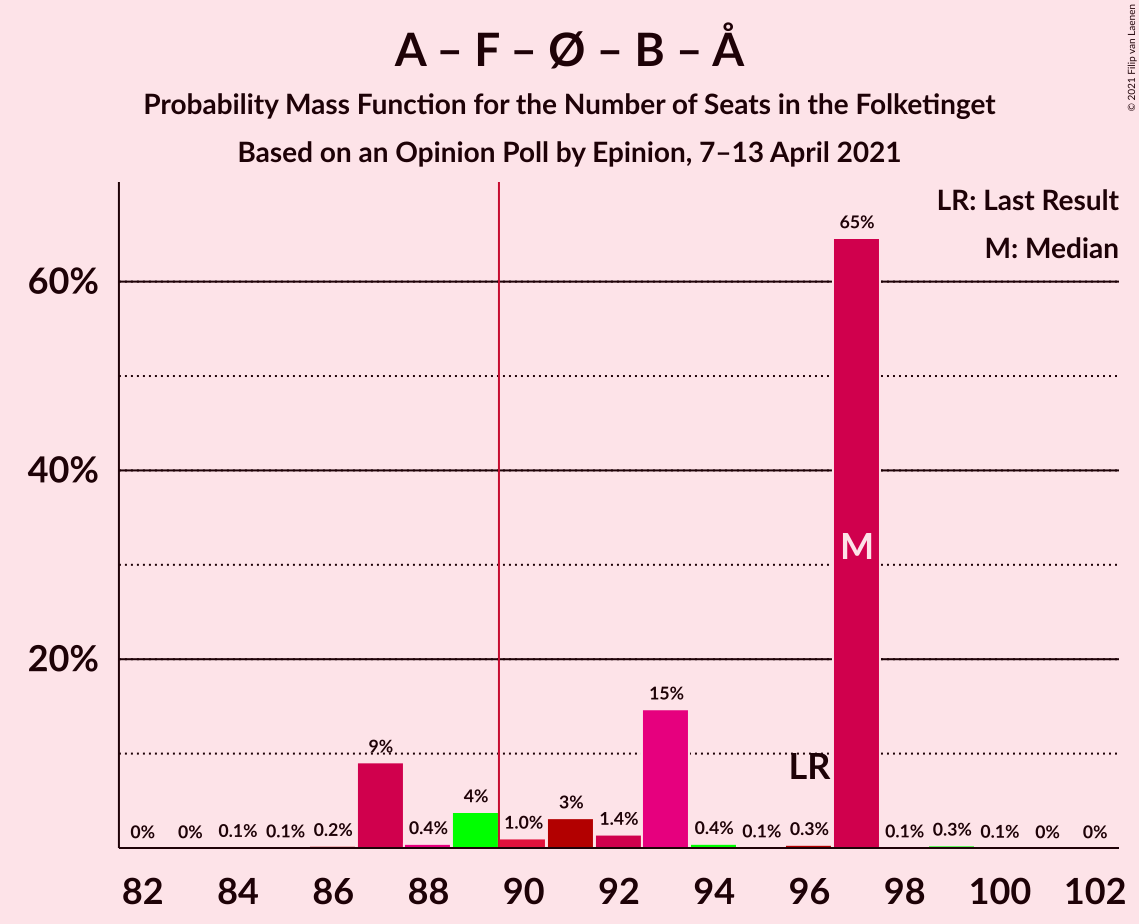 A – F – Ø – B – Å
Probability Mass Function for the Number of Seats in the Folketinget
Based on an Opinion Poll by Epinion, 7–13 April 2021
© 2021 Filip van Laenen
LR: Last Result
M: Median
65%
60%
M
40%
20%
15%
LR
9%
4%
3%
0% 0% 0.1% 0.1% 0.2% 0.4% 1.0% 1.4% 0.4% 0.1% 0.3% 0.1% 0.3% 0.1% 0% 0%
82 84 86 88 90 92 94 96 98 100 102